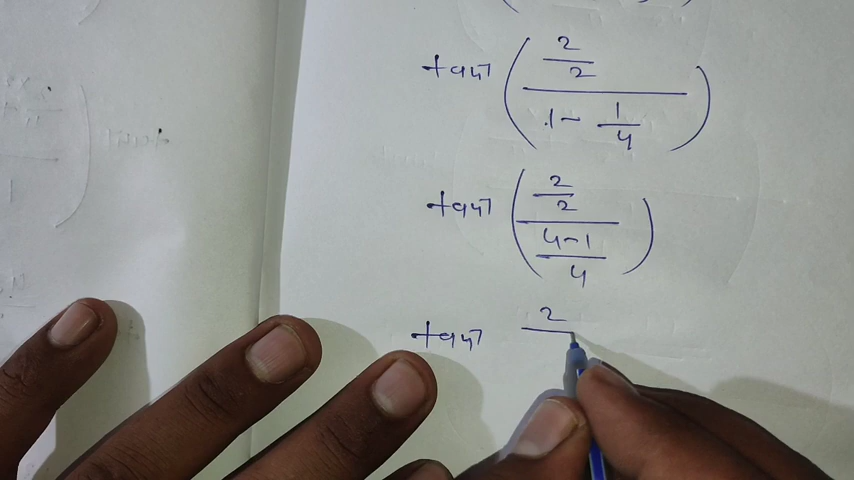 tan⁻¹ ( (2/2) / (1 - 1/4) )
tan⁻¹ ( (2/2) / ((4-1)/4) )
tan⁻¹ 2/